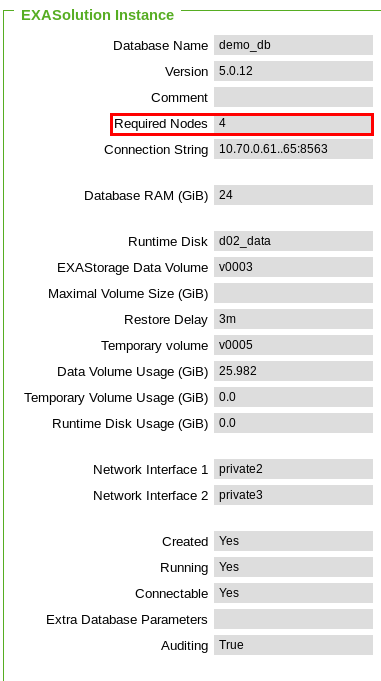 EXASolution Instance
Database Name demo_db
Version 5.0.12
Comment
Required Nodes 4
Connection String 10.70.0.61..65:8563
Database RAM (GiB) 24
Runtime Disk d02_data
EXAStorage Data Volume v0003
Maximal Volume Size (GiB)
Restore Delay 3m
Temporary volume v0005
Data Volume Usage (GiB) 25.982
Temporary Volume Usage (GiB) 0.0
Runtime Disk Usage (GiB) 0.0
Network Interface 1 private2
Network Interface 2 private3
Created Yes
Running Yes
Connectable Yes
Extra Database Parameters
Auditing True